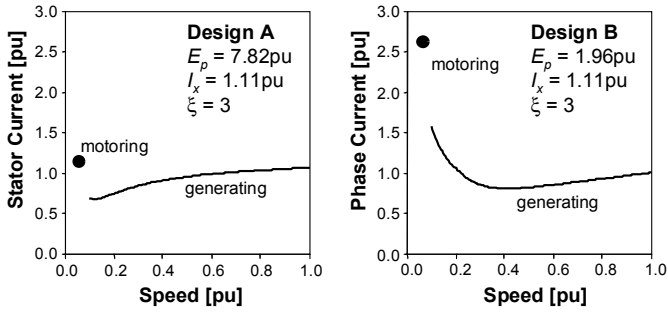 Stator Current [pu]
3.0
2.5
2.0
1.5
1.0
0.5
0.0
Design A
Eₚ = 7.82pu
Iₓ = 1.11pu
ξ = 3
motoring
generating
0.0 0.2 0.4 0.6 0.8 1.0
Speed [pu]
Phase Current [pu]
3.0
2.5
2.0
1.5
1.0
0.5
0.0
Design B
Eₚ = 1.96pu
Iₓ = 1.11pu
ξ = 3
motoring
generating
0.0 0.2 0.4 0.6 0.8 1.0
Speed [pu]